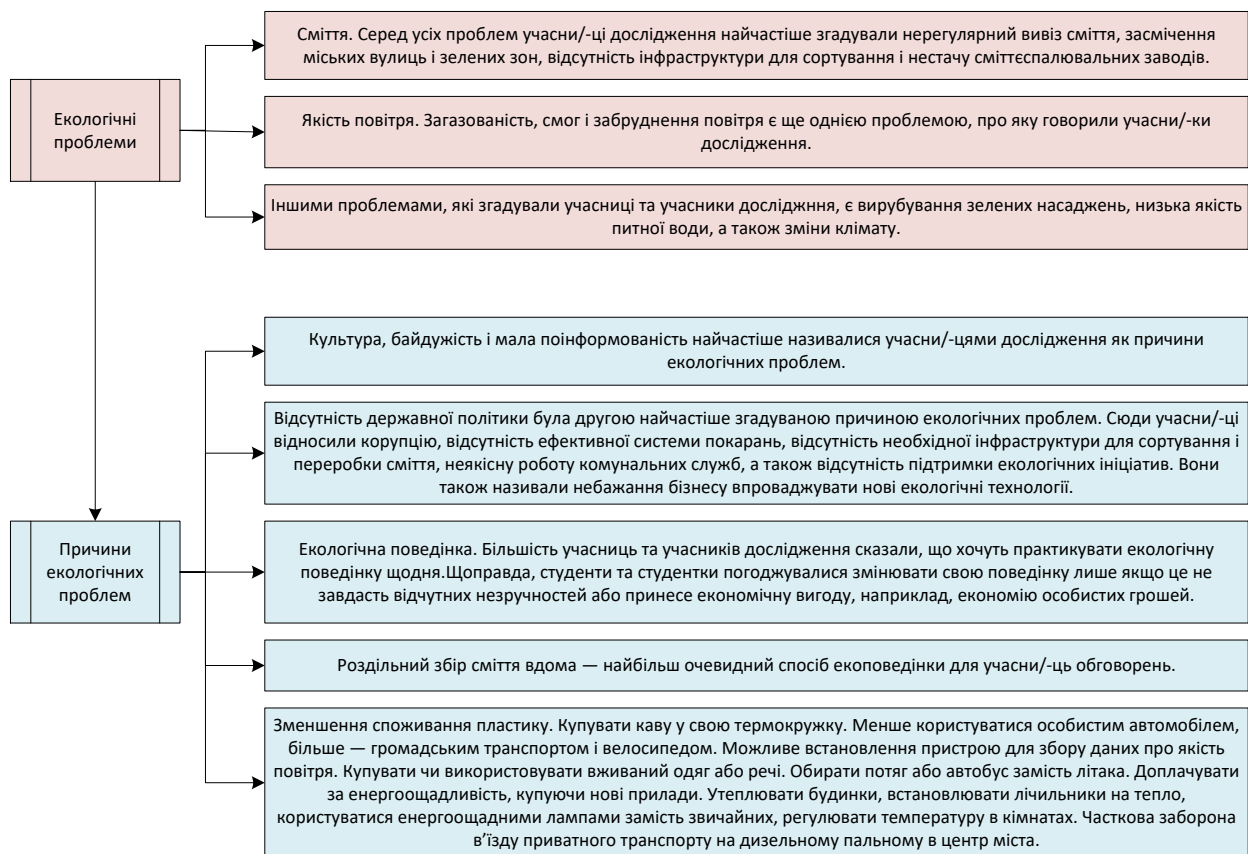 Сміття. Серед усіх проблем учасни/-ці дослідження найчастіше згадували нерегулярний вивіз сміття, засмічення
міських вулиць і зелених зон, відсутність інфраструктури для сортування і нестачу сміттєспалювальних заводів.
Екологічні
проблеми
Якість повітря. Загазованість, смог і забруднення повітря є ще однією проблемою, про яку говорили учасни/-ки
дослідження.
Іншими проблемами, які згадували учасниці та учасники досліджня, є вирубування зелених насаджень, низька якість
питної води, а також зміни клімату.
Культура, байдужість і мала поінформованість найчастіше називалися учасни/-цями дослідження як причини
екологічних проблем.
Відсутність державної політики була другою найчастіше згадуваною причиною екологічних проблем. Сюди учасни/-ці
відносили корупцію, відсутність ефективної системи покарань, відсутність необхідної інфраструктури для сортування і
переробки сміття, неякісну роботу комунальних служб, а також відсутність підтримки екологічних ініціатив. Вони
також називали небажання бізнесу впроваджувати нові екологічні технології.
Причини
екологічних
проблем
Екологічна поведінка. Більшість учасниць та учасників дослідження сказали, що хочуть практикувати екологічну
поведінку щодня.Щоправда, студенти та студентки погоджувалися змінювати свою поведінку лише якщо це не
завдасть відчутних незручностей або принесе економічну вигоду, наприклад, економію особистих грошей.
Роздільний збір сміття вдома — найбільш очевидний спосіб екоповедінки для учасни/-ць обговорень.
Зменшення споживання пластику. Купувати каву у свою термокружку. Менше користуватися особистим автомобілем,
більше — громадським транспортом і велосипедом. Можливе встановлення пристрою для збору даних про якість
повітря. Купувати чи використовувати вживаний одяг або речі. Обирати потяг або автобус замість літака. Доплачувати
за енергоощадливість, купуючи нові прилади. Утеплювати будинки, встановлювати лічильники на тепло,
користуватися енергоощадними лампами замість звичайних, регулювати температуру в кімнатах. Часткова заборона
в’їзду приватного транспорту на дизельному пальному в центр міста.